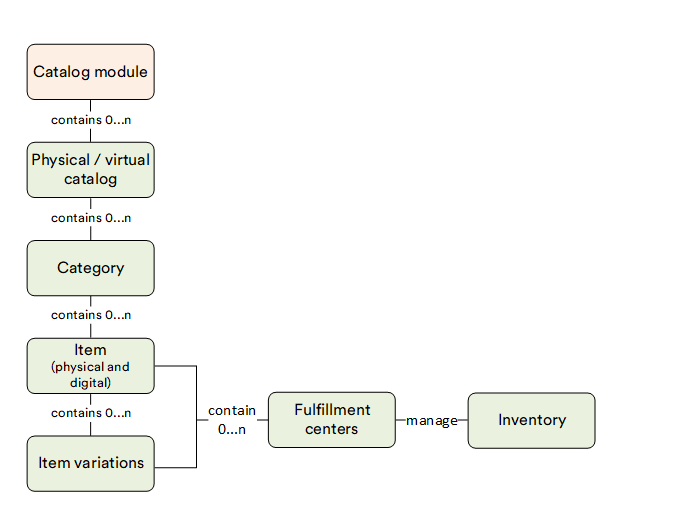 Catalog module
contains 0...n
Physical / virtual
catalog
contains 0...n
Category
contains 0...n
Item
(physical and
digital)
contains 0...n
Item variations
contain
0...n
Fulfillment
centers
manage
Inventory